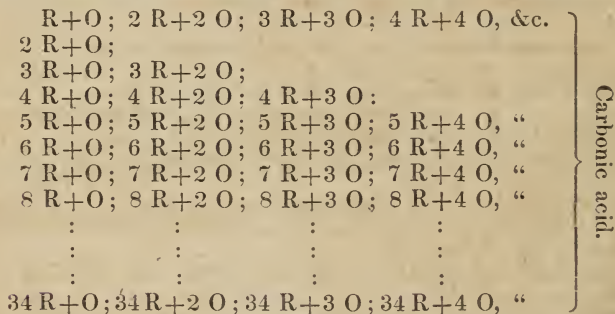 R+O; 2 R+2 O; 3 R+3 O; 4 R+4 O, &c.
2 R+O;
3 R+O; 3 R+2 O;
4 R+O; 4 R+2 O; 4 R+3 O:
5 R+O; 5 R+2 O; 5 R+3 O; 5 R+4 O, “
6 R+O; 6 R+2 O; 6 R+3 O; 6 R+4 O, “
7 R+O; 7 R+2 O; 7 R+3 O; 7 R+4 O, “
8 R+O; 8 R+2 O; 8 R+3 O; 8 R+4 O, “
: : : :
: : : :
34 R+O; 34 R+2 O; 34 R+3 O; 34 R+4 O, “
Carbonic acid.